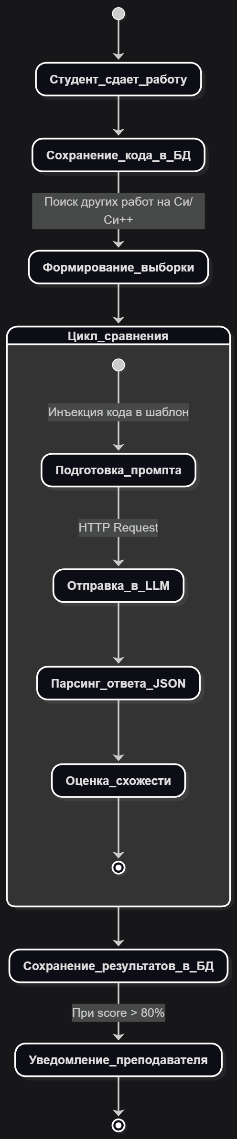 Студент_сдает_работу
Сохранение_кода_в_БД
Поиск других работ на Си/
Си++
Формирование_выборки
Цикл_сравнения
Инъекция кода в шаблон
Подготовка_промпта
HTTP Request
Отправка_в_LLM
Парсинг_ответа_JSON
Оценка_схожести
Сохранение_результатов_в_БД
При score > 80%
Уведомление_преподавателя